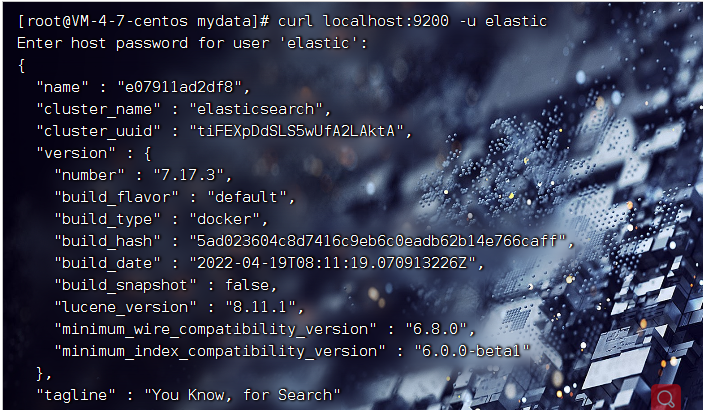 [root@VM-4-7-centos mydata]# curl localhost:9200 -u elastic
Enter host password for user 'elastic':
{
  "name" : "e07911ad2df8",
  "cluster_name" : "elasticsearch",
  "cluster_uuid" : "tiFEXpDdSLS5wUfA2LAktA",
  "version" : {
    "number" : "7.17.3",
    "build_flavor" : "default",
    "build_type" : "docker",
    "build_hash" : "5ad023604c8d7416c9eb6c0eadb62b14e766caff",
    "build_date" : "2022-04-19T08:11:19.070913226Z",
    "build_snapshot" : false,
    "lucene_version" : "8.11.1",
    "minimum_wire_compatibility_version" : "6.8.0",
    "minimum_index_compatibility_version" : "6.0.0-beta1"
  },
  "tagline" : "You Know, for Search"